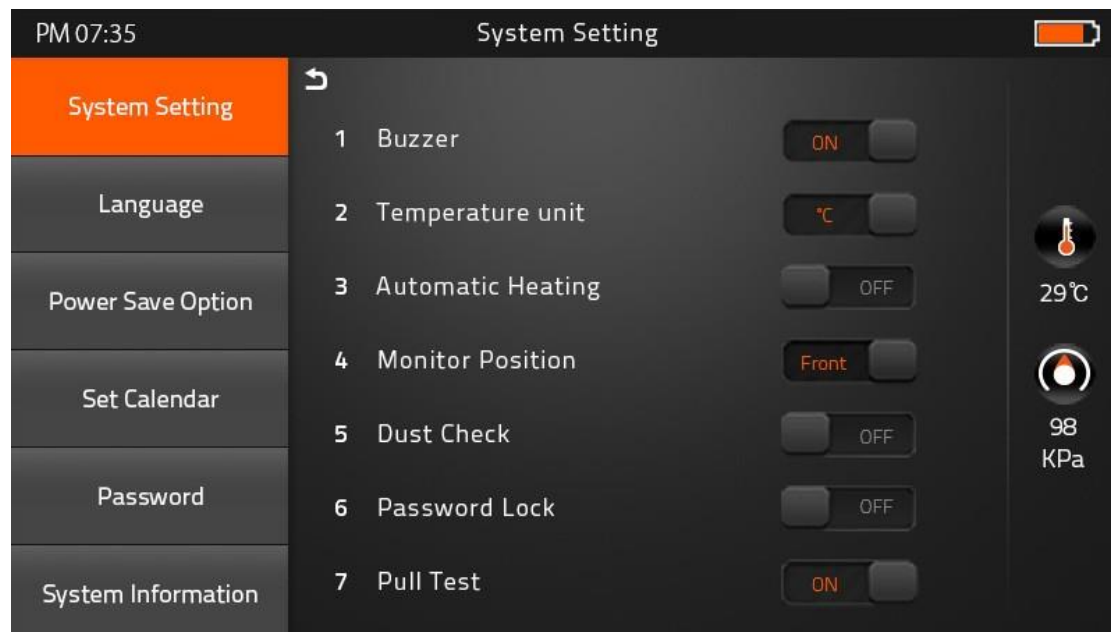 PM 07:35
System Setting
System Setting
Language
Power Save Option
Set Calendar
Password
System Information
1 Buzzer ON
2 Temperature unit °C
3 Automatic Heating OFF
4 Monitor Position Front
5 Dust Check OFF
6 Password Lock OFF
7 Pull Test ON
29℃
98
KPa